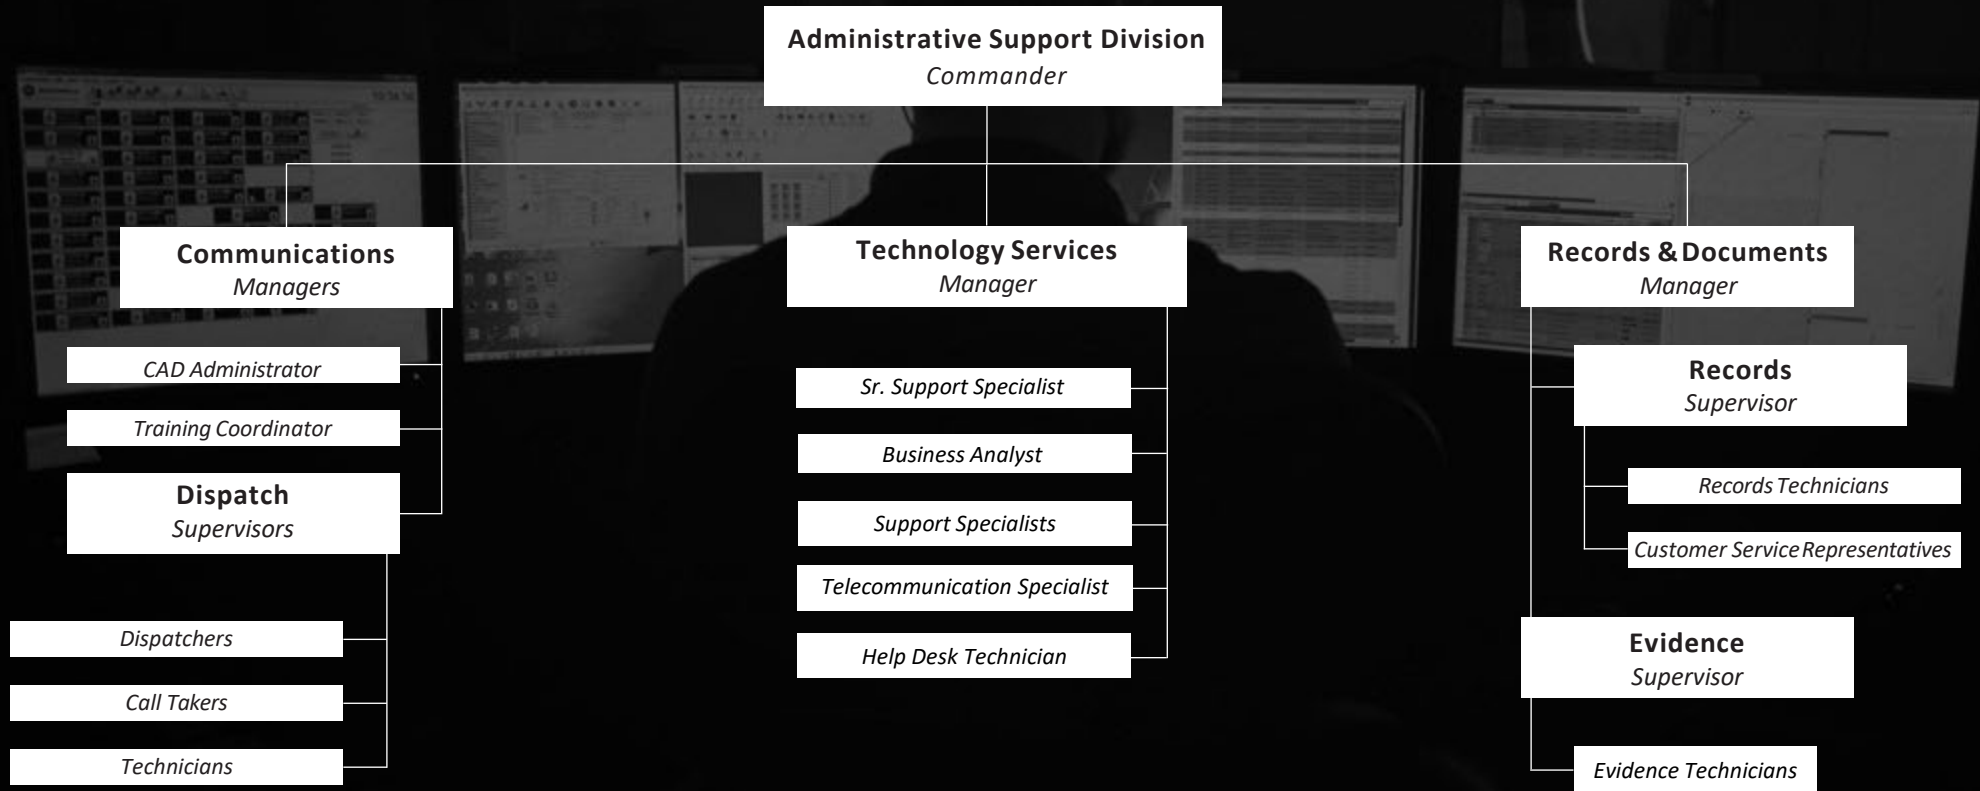 Administrative Support Division
Commander
Communications
Managers
CAD Administrator
Training Coordinator
Dispatch
Supervisors
Dispatchers
Call Takers
Technicians
Technology Services
Manager
Sr. Support Specialist
Business Analyst
Support Specialists
Telecommunication Specialist
Help Desk Technician
Records & Documents
Manager
Records
Supervisor
Records Technicians
Customer Service Representatives
Evidence
Supervisor
Evidence Technicians